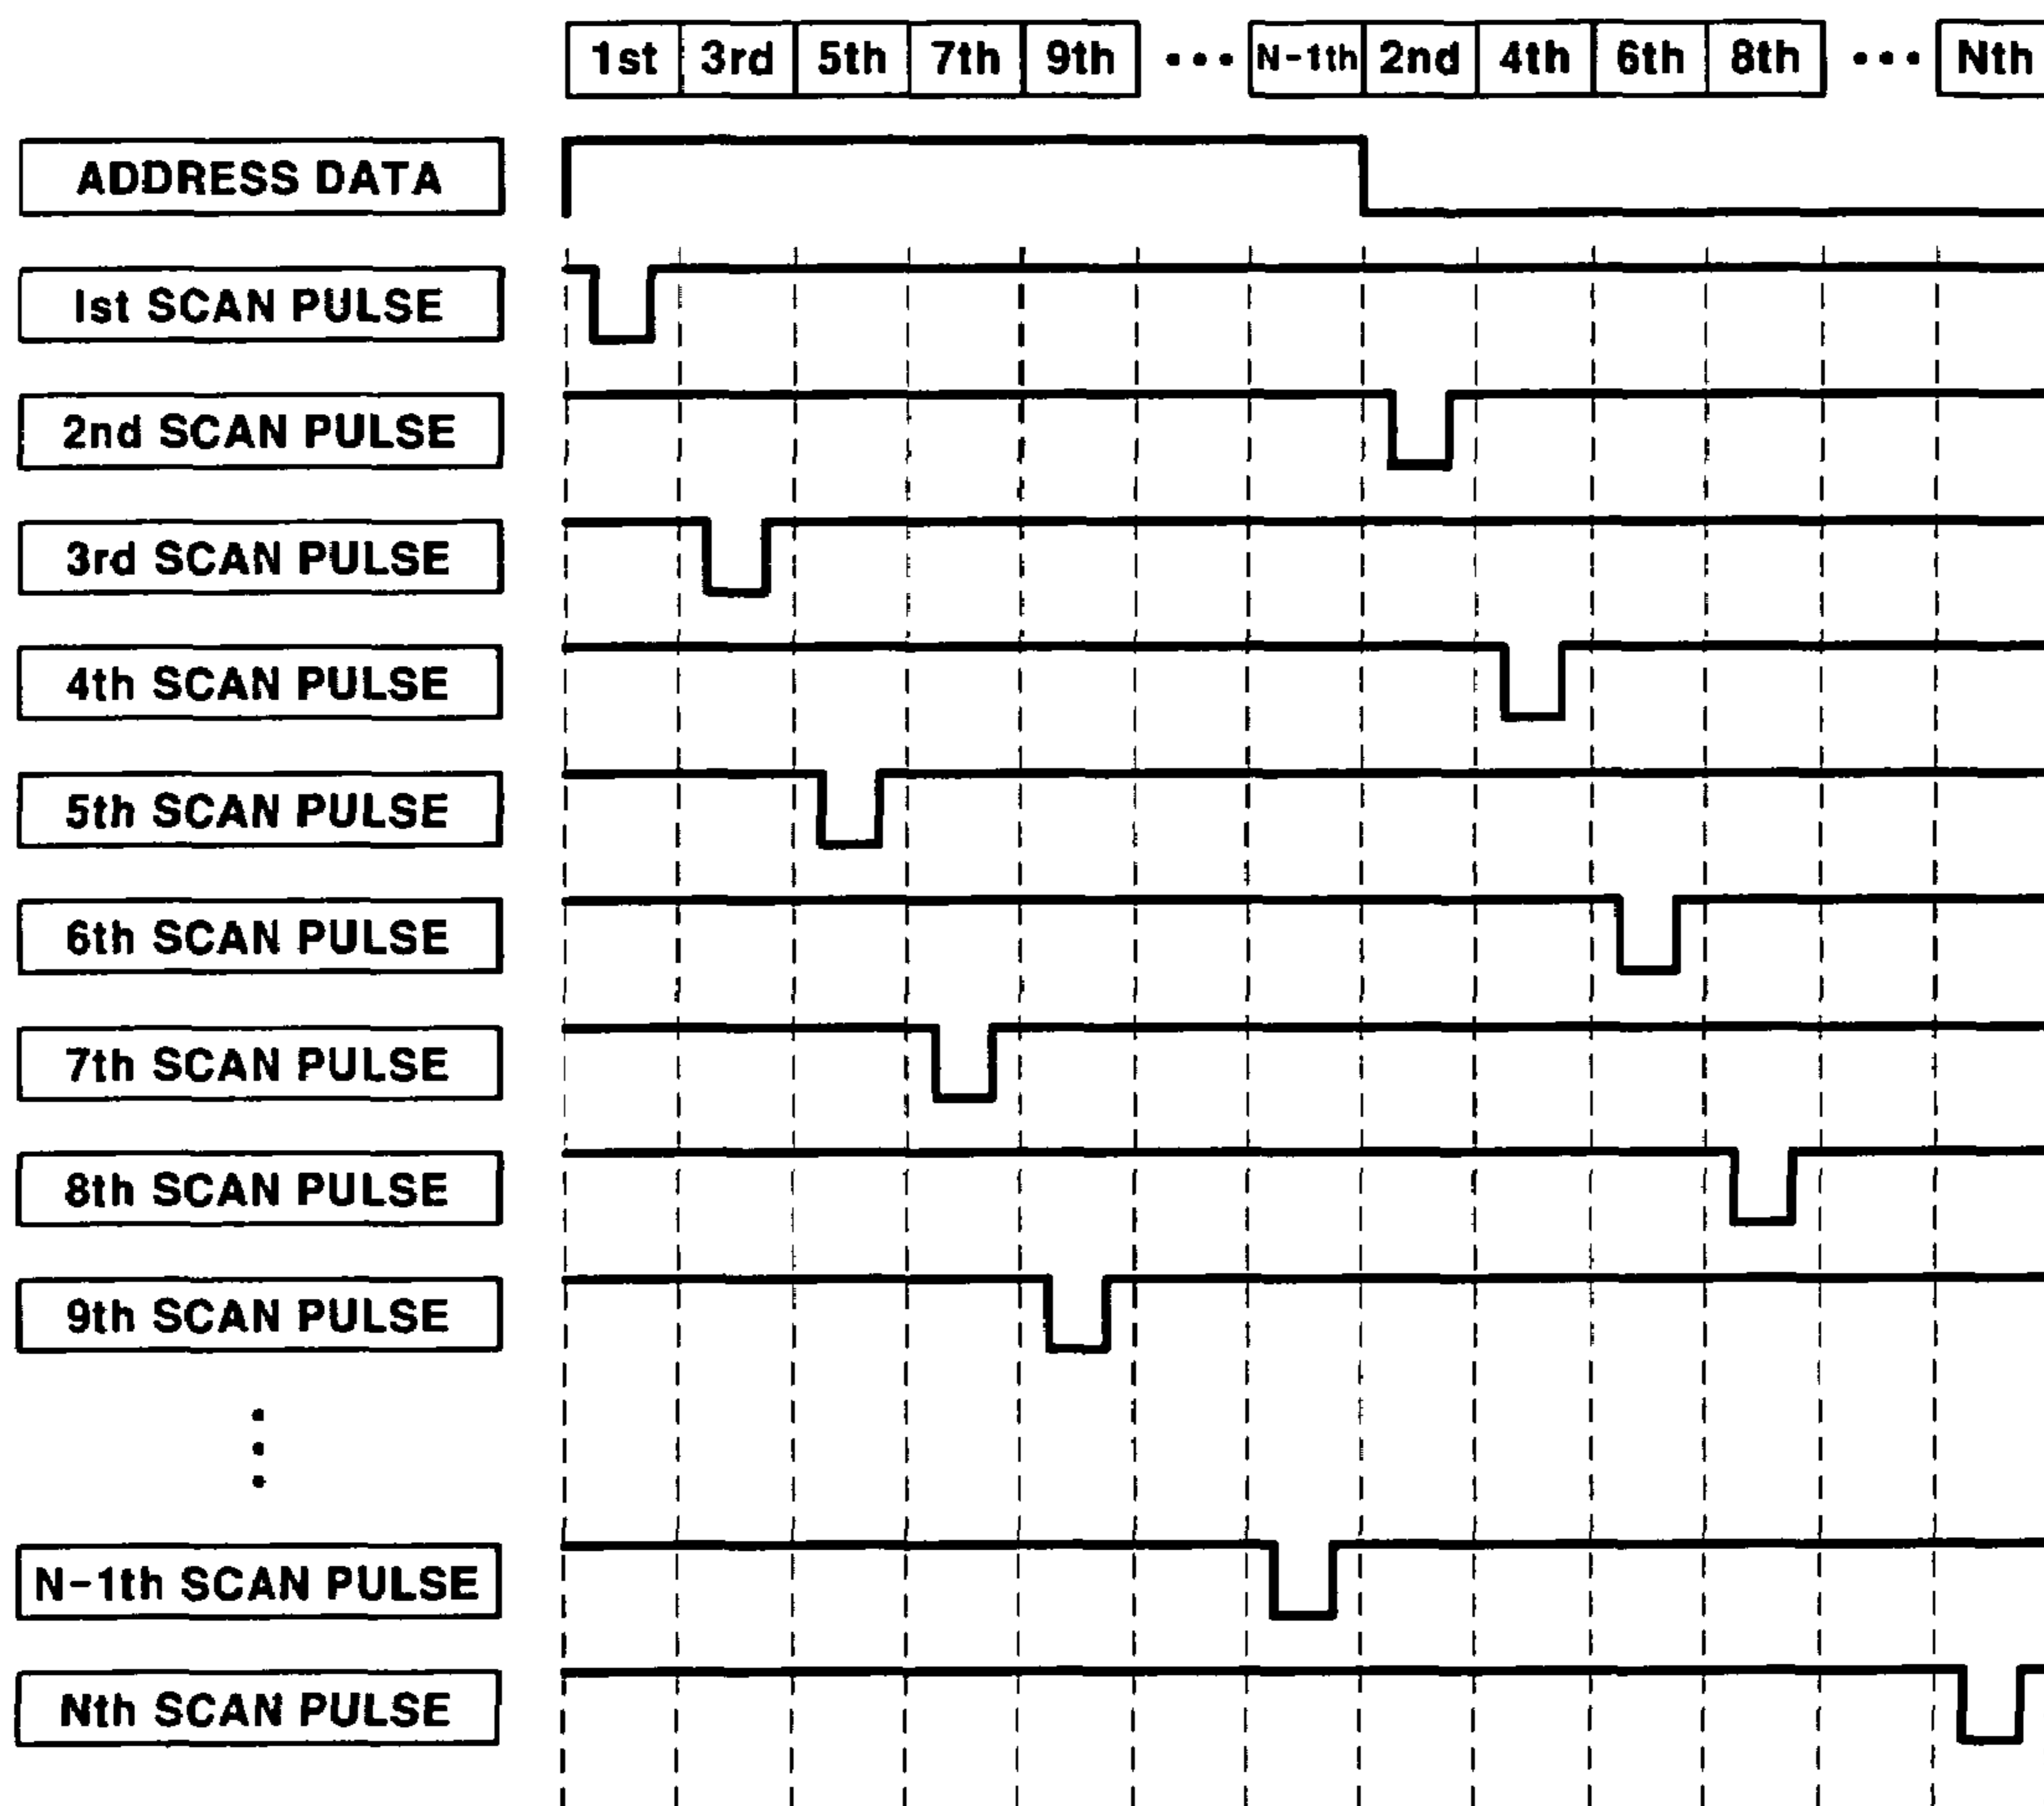 1st 3rd 5th 7th 9th ••• N-1th 2nd 4th 6th 8th ••• Nth
ADDRESS DATA
Ist SCAN PULSE
2nd SCAN PULSE
3rd SCAN PULSE
4th SCAN PULSE
5th SCAN PULSE
6th SCAN PULSE
7th SCAN PULSE
8th SCAN PULSE
9th SCAN PULSE
N-1th SCAN PULSE
Nth SCAN PULSE